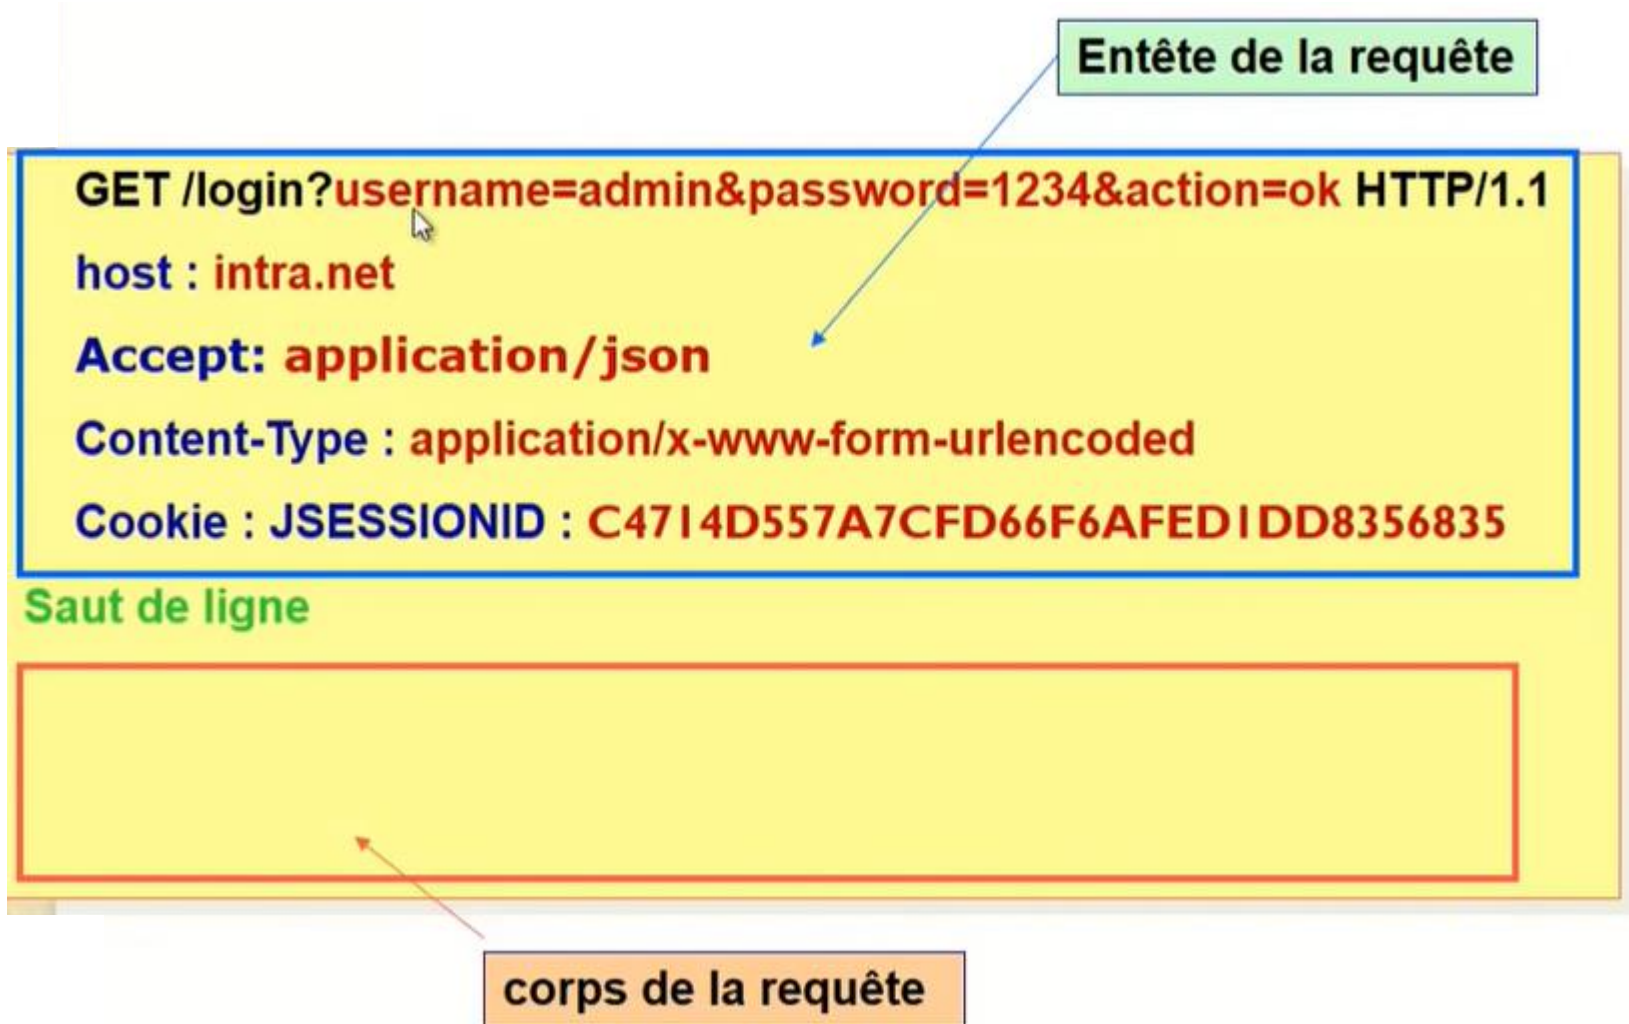 Entête de la requête
GET /login?username=admin&password=1234&action=ok HTTP/1.1
host : intra.net
Accept: application/json
Content-Type : application/x-www-form-urlencoded
Cookie : JSESSIONID : C4714D557A7CFD66F6AFED1DD8356835
Saut de ligne
corps de la requête